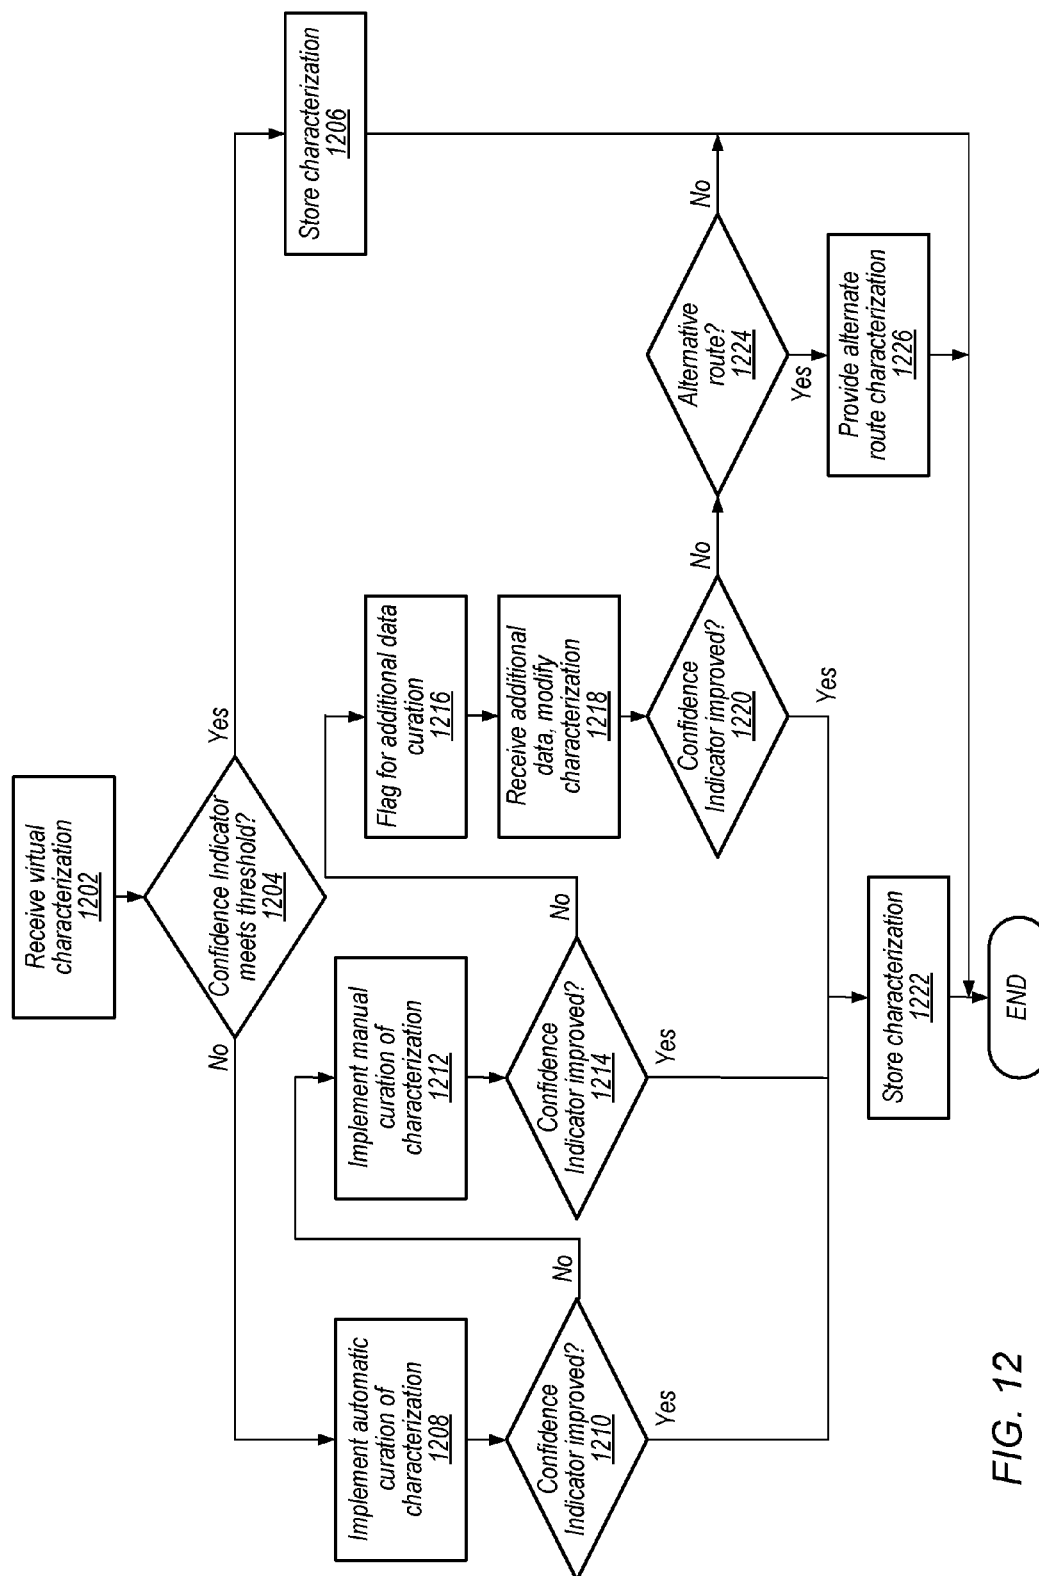 Receive virtual
characterization
1202
Confidence Indicator
meets threshold?
1204
No
Yes
Store characterization
1206
Implement automatic
curation of
characterization
1208
Confidence
Indicator improved?
1210
No
Yes
Implement manual
curation of
characterization
1212
Confidence
Indicator improved?
1214
No
Yes
Flag for additional data
curation
1216
Receive additional
data, modify
characterization
1218
Confidence
Indicator improved?
1220
No
Yes
Alternative
route?
1224
No
Yes
Provide alternate
route characterization
1226
Store characterization
1222
END
FIG. 12